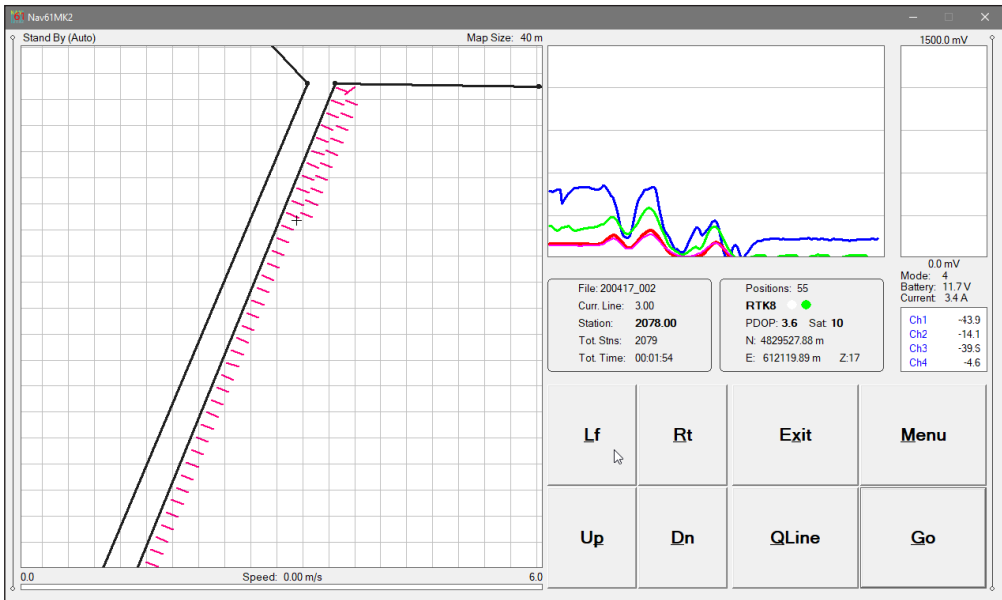 Nav61MK2
Stand By (Auto)
Map Size: 40 m
1500.0 mV
0.0 mV
Mode: 4
Battery: 11.7 V
Current: 3.4 A
File: 200417_002
Curr. Line: 3.00
Station: 2078.00
Tot. Stns: 2079
Tot. Time: 00:01:54
Positions: 55
RTK8
PDOP: 3.6 Sat: 10
N: 4829527.88 m
E: 612119.89 m Z:17
Ch1 -43.9
Ch2 -14.1
Ch3 -39.5
Ch4 -4.6
Lf
Rt
Exit
Menu
Up
Dn
QLine
Go
0.0
Speed: 0.00 m/s
6.0